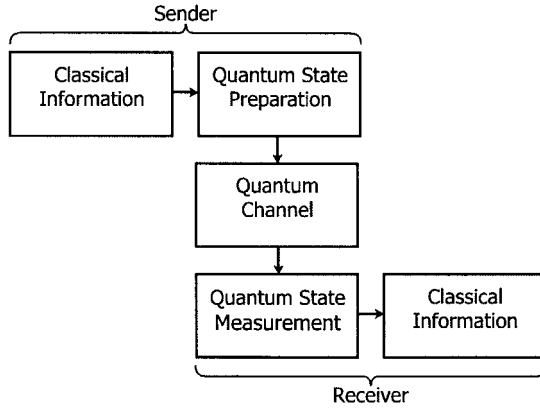 Sender
Classical
Information
Quantum State
Preparation
Quantum
Channel
Quantum State
Measurement
Classical
Information
Receiver